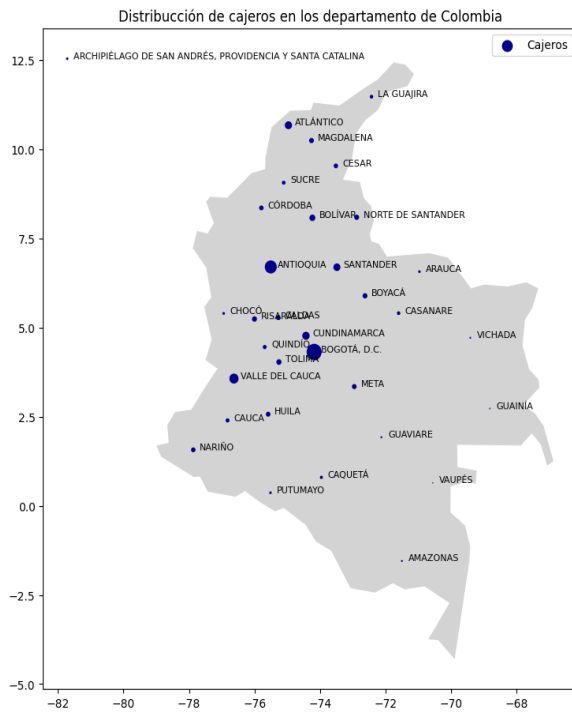 Distribución de cajeros en los departamento de Colombia
Cajeros
12.5
ARCHIPIÉLAGO DE SAN ANDRÉS, PROVIDENCIA Y SANTA CATALINA
LA GUAJIRA
ATLÁNTICO
MAGDALENA
10.0
CESAR
SUCRE
CÓRDOBA
BOLÍVAR
NORTE DE SANTANDER
7.5
ANTIOQUIA
SANTANDER
ARAUCA
BOYACÁ
CHOCÓ
CASANARE
RISARALDA
CALDAS
5.0
CUNDINAMARCA
VICHADA
QUINDÍO
BOGOTÁ, D.C.
TOLIMA
VALLE DEL CAUCA
META
GUAINÍA
2.5
HUILA
CAUCA
GUAVIARE
NARIÑO
CAQUETÁ
VAUPÉS
PUTUMAYO
0.0
AMAZONAS
−2.5
−5.0
−82 −80 −78 −76 −74 −72 −70 −68